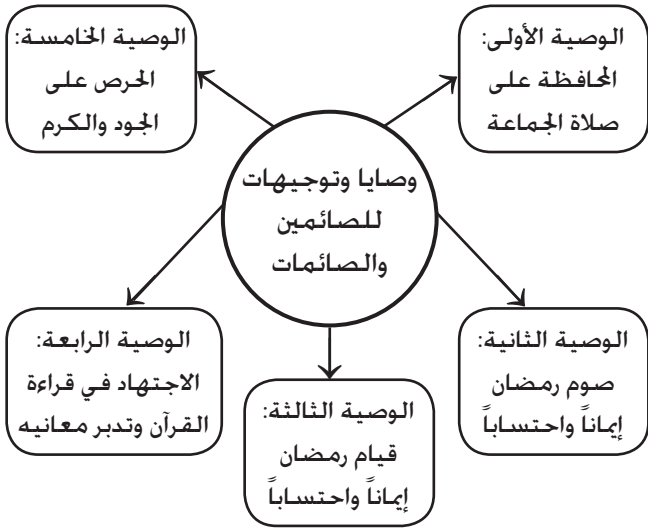 وصايا وتوجيهات
للصائمين
والصائمات
الوصية الأولى:
المحافظة على
صلاة الجماعة
الوصية الثانية:
صوم رمضان
إيماناً واحتساباً
الوصية الثالثة:
قيام رمضان
إيماناً واحتساباً
الوصية الرابعة:
الاجتهاد في قراءة
القرآن وتدبر معانيه
الوصية الخامسة:
الحرص على
الجود والكرم